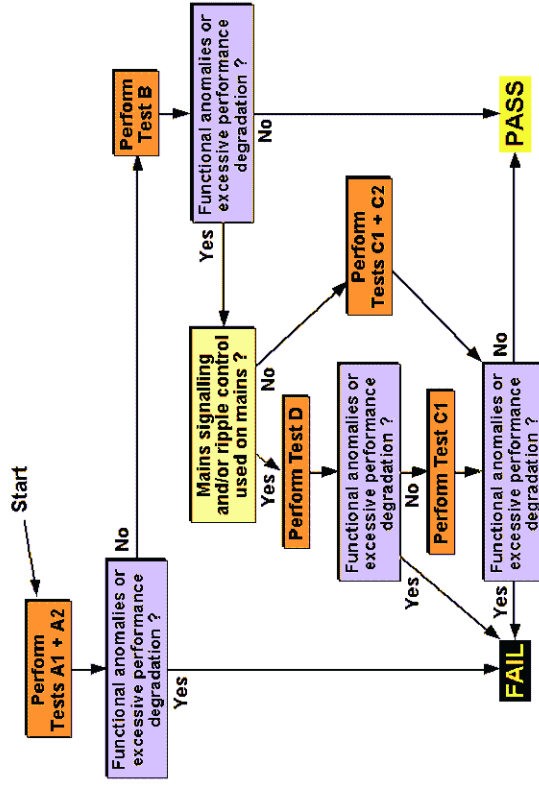 Start
Perform
Tests A1 + A2
Functional anomalies or
excessive performance
degradation ?
No
Yes
Perform
Test B
Functional anomalies or
excessive performance
degradation ?
Yes
No
Mains signalling
and/or ripple control
used on mains ?
Yes
No
Perform Test D
Perform
Tests C1 + C2
Functional anomalies or
excessive performance
degradation ?
Yes
No
Perform Test C1
Functional anomalies or
excessive performance
degradation ?
Yes
No
FAIL
PASS